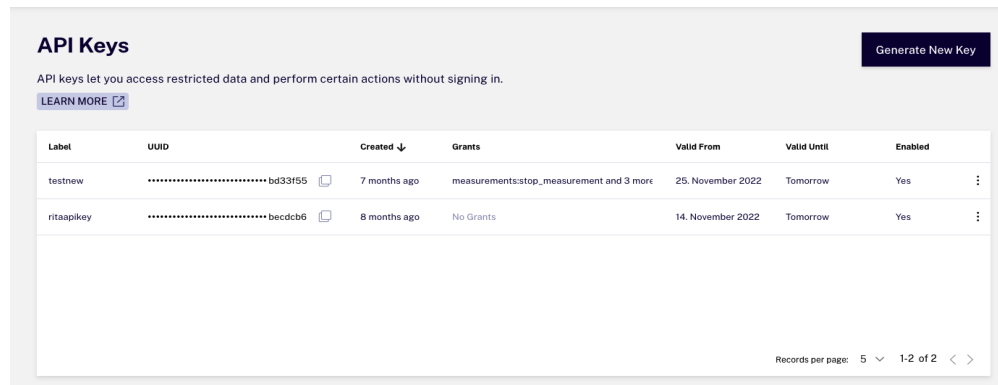 API Keys
Generate New Key
API keys let you access restricted data and perform certain actions without signing in.
LEARN MORE
Label UUID Created Grants Valid From Valid Until Enabled
testnew ••••••••••••••••••••••••••••• bd33f55 7 months ago measurements:stop_measurement and 3 more 25. November 2022 Tomorrow Yes
ritaapikey ••••••••••••••••••••••••••••• becdcb6 8 months ago No Grants 14. November 2022 Tomorrow Yes
Records per page: 5 1-2 of 2